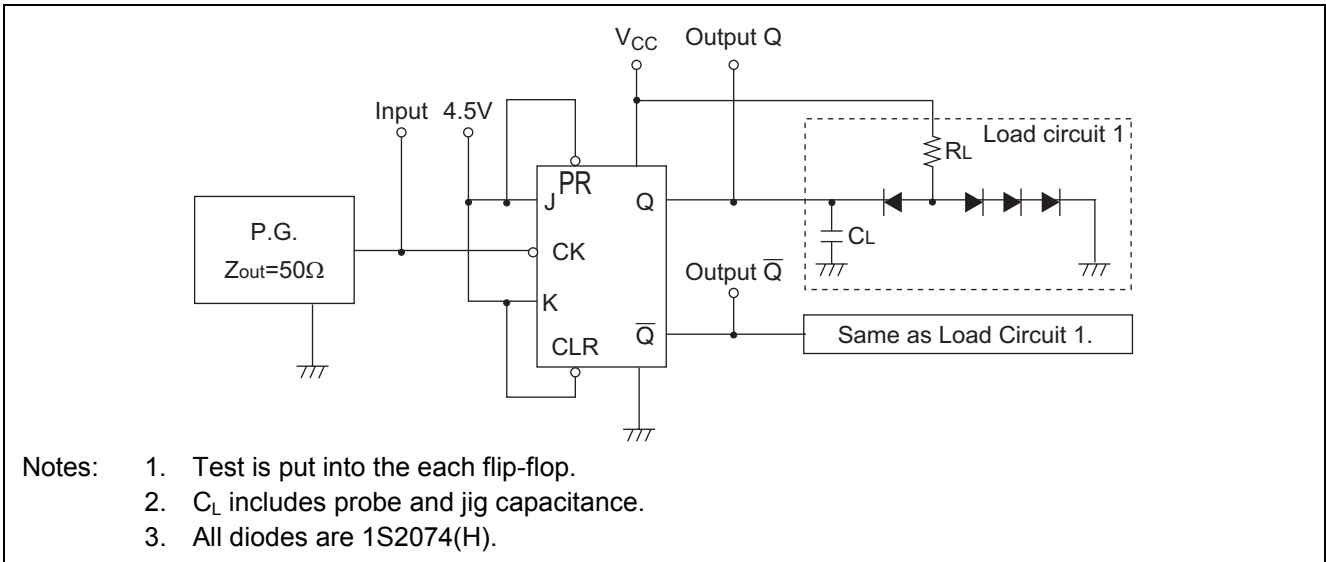 VCC Output Q
Input 4.5V
Load circuit 1
RL
PR
J Q
P.G.
Zout=50Ω
CK
CL
Output Q̅
K
Q̅
CLR
Same as Load Circuit 1.
Notes: 1. Test is put into the each flip-flop.
2. CL includes probe and jig capacitance.
3. All diodes are 1S2074(H).